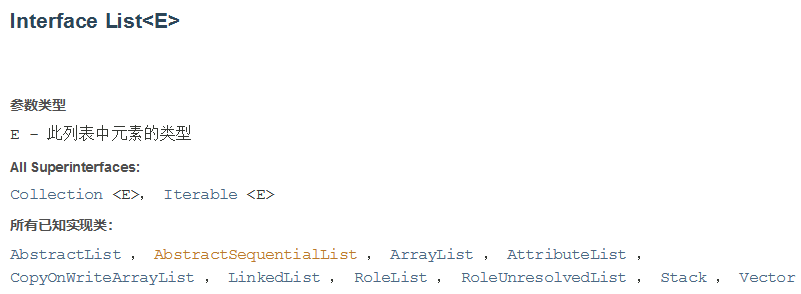 Interface List<E>
参数类型
E - 此列表中元素的类型
All Superinterfaces:
Collection <E>， Iterable <E>
所有已知实现类：
AbstractList ， AbstractSequentialList ， ArrayList ， AttributeList ，
CopyOnWriteArrayList ， LinkedList ， RoleList ， RoleUnresolvedList ， Stack ， Vector